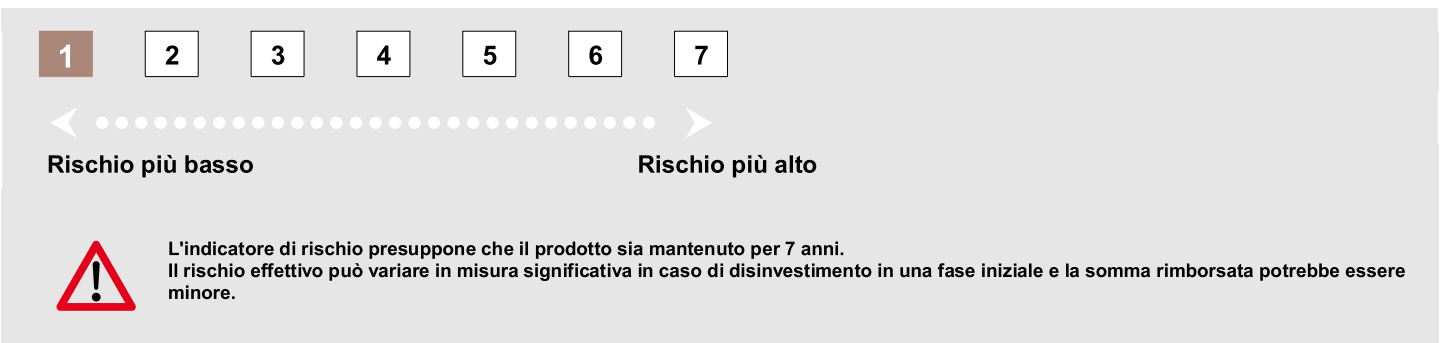 1 2 3 4 5 6 7
Rischio più basso Rischio più alto
L'indicatore di rischio presuppone che il prodotto sia mantenuto per 7 anni.
Il rischio effettivo può variare in misura significativa in caso di disinvestimento in una fase iniziale e la somma rimborsata potrebbe essere
minore.